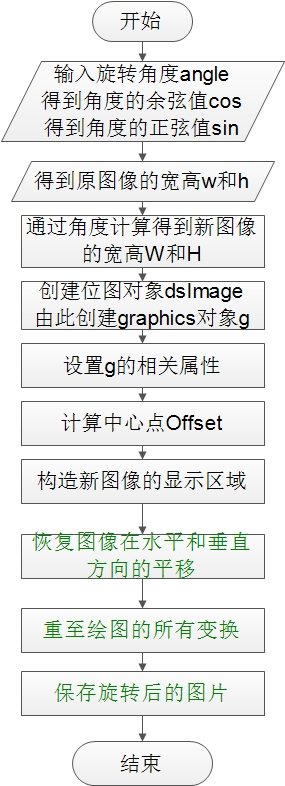 开始
输入旋转角度angle
得到角度的余弦值cos
得到角度的正弦值sin
得到原图像的宽高w和h
通过角度计算得到新图像
的宽高W和H
创建位图对象dsImage
由此创建graphics对象g
设置g的相关属性
计算中心点Offset
构造新图像的显示区域
恢复图像在水平和垂直
方向的平移
重至绘图的所有变换
保存旋转后的图片
结束